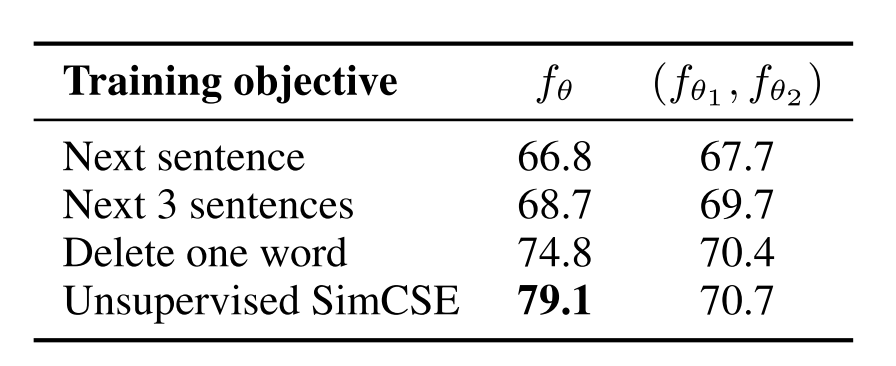 Training objective fθ (fθ1, fθ2)
Next sentence 66.8 67.7
Next 3 sentences 68.7 69.7
Delete one word 74.8 70.4
Unsupervised SimCSE 79.1 70.7